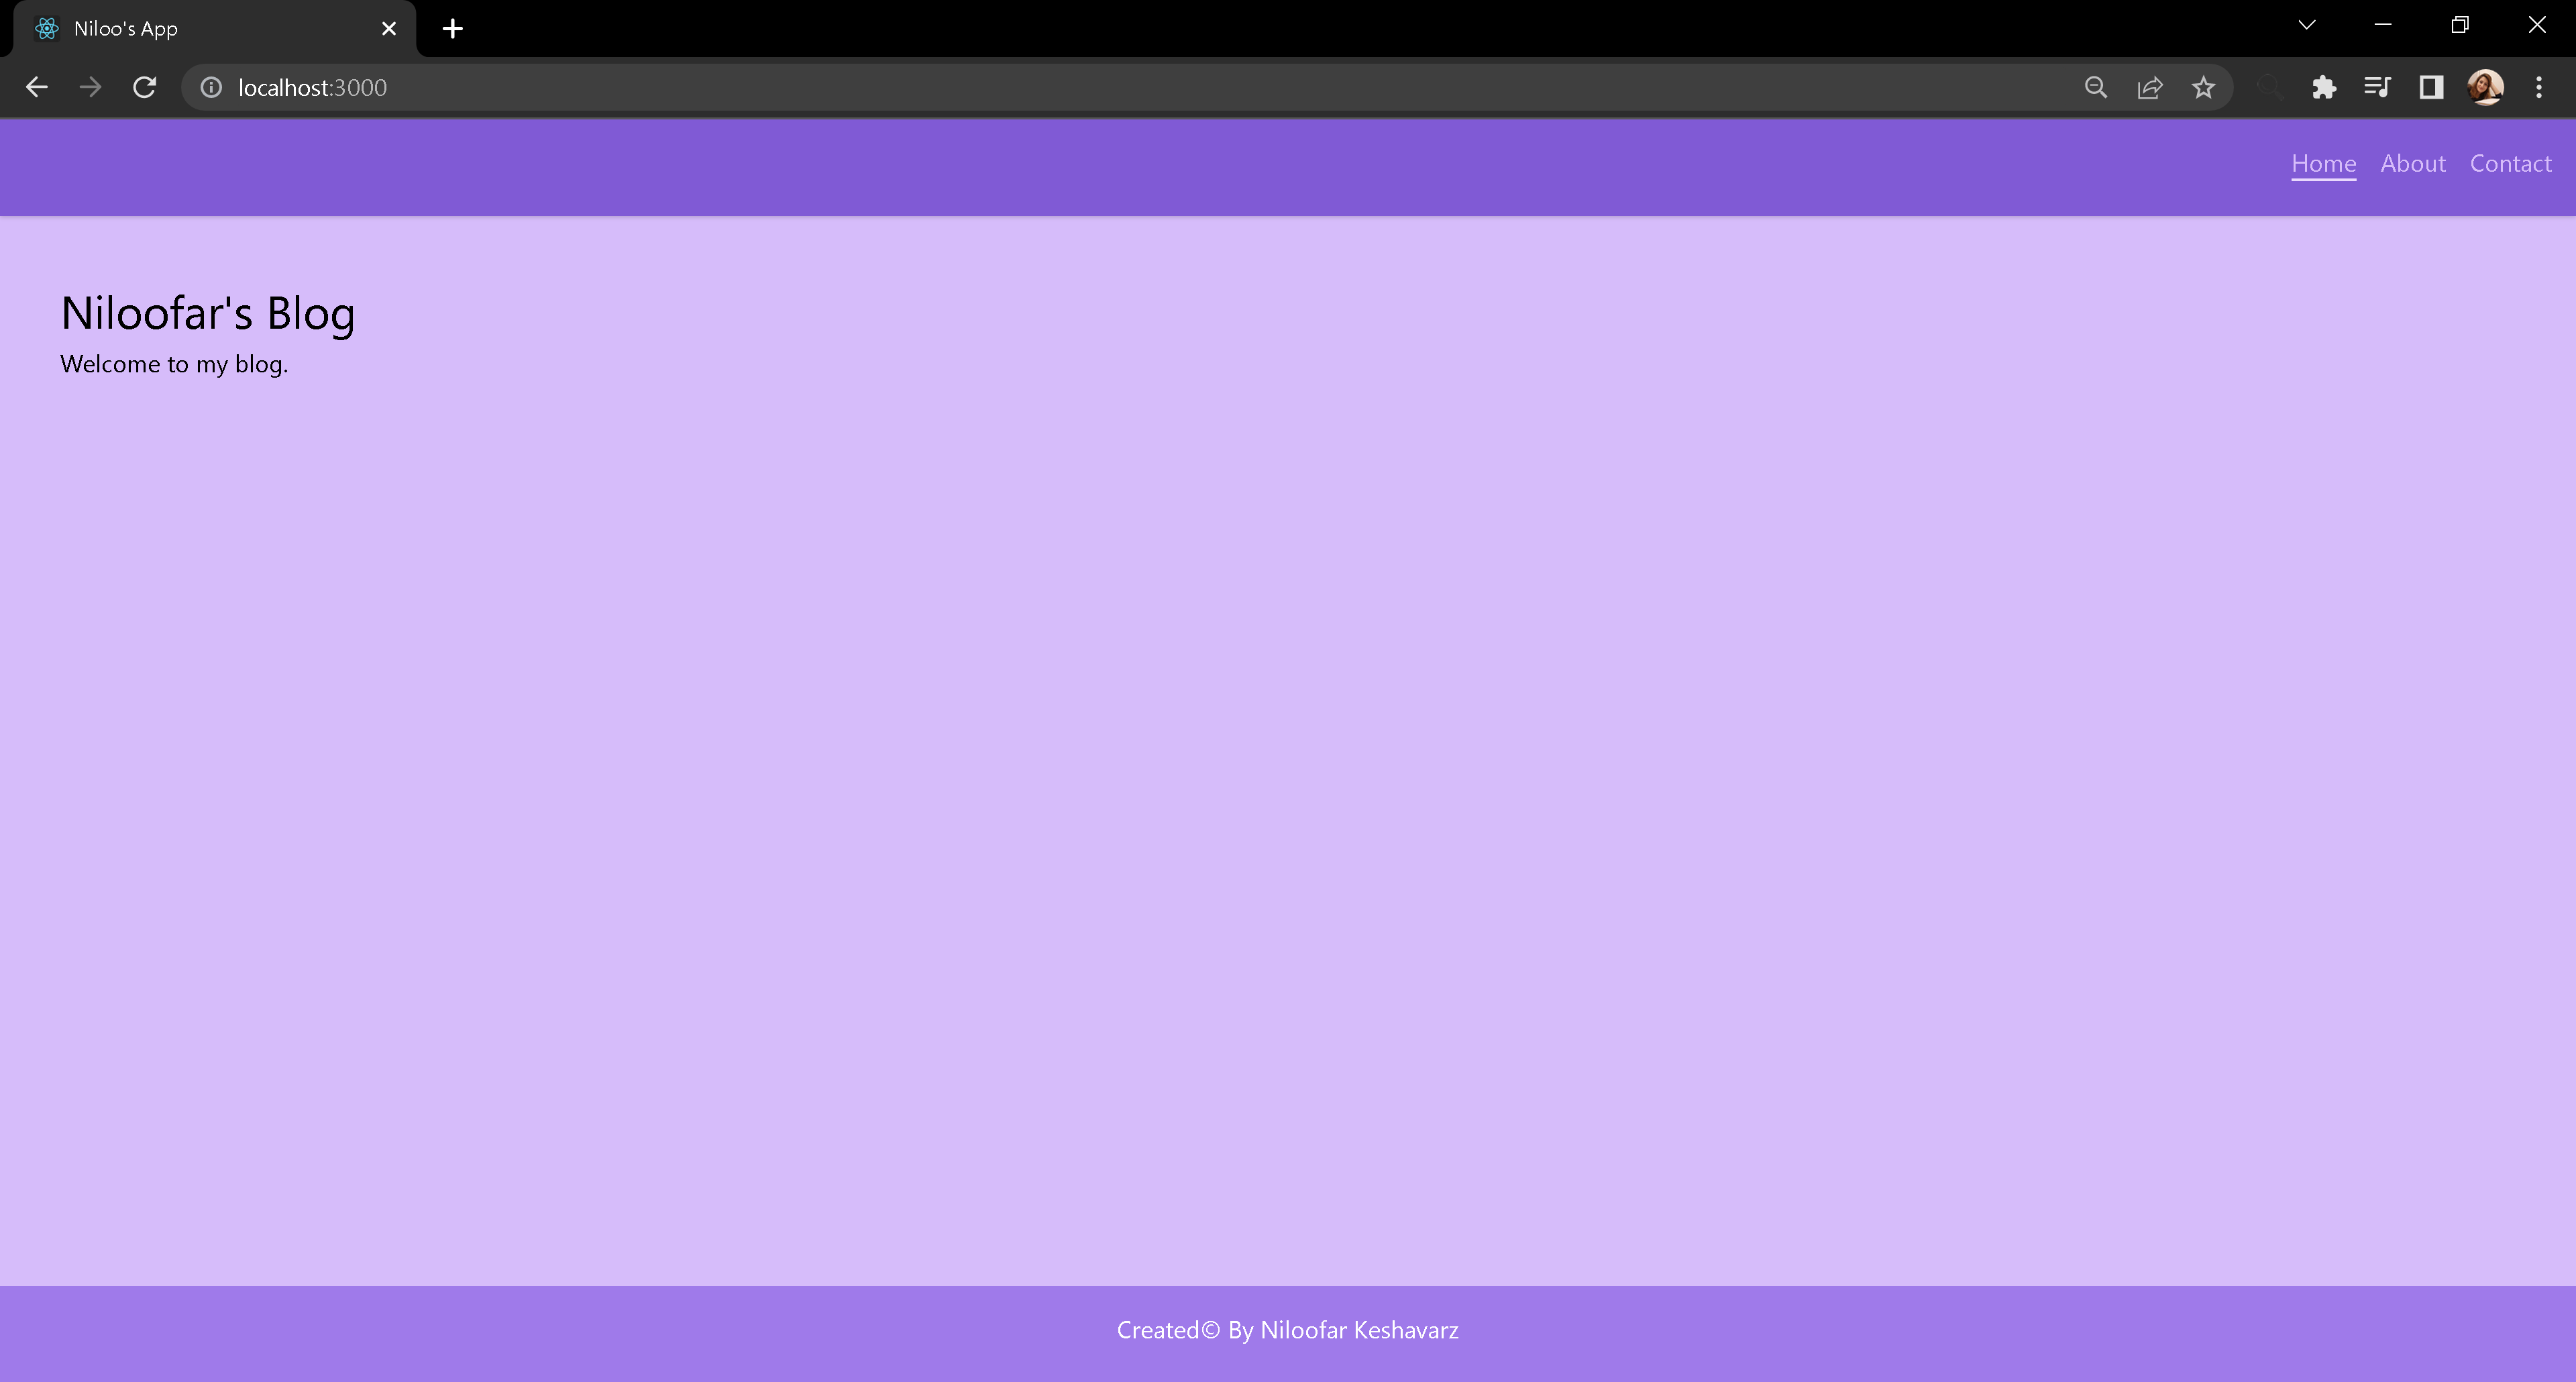 Niloo's App
localhost:3000
Home About Contact
Niloofar's Blog
Welcome to my blog.
Created© By Niloofar Keshavarz